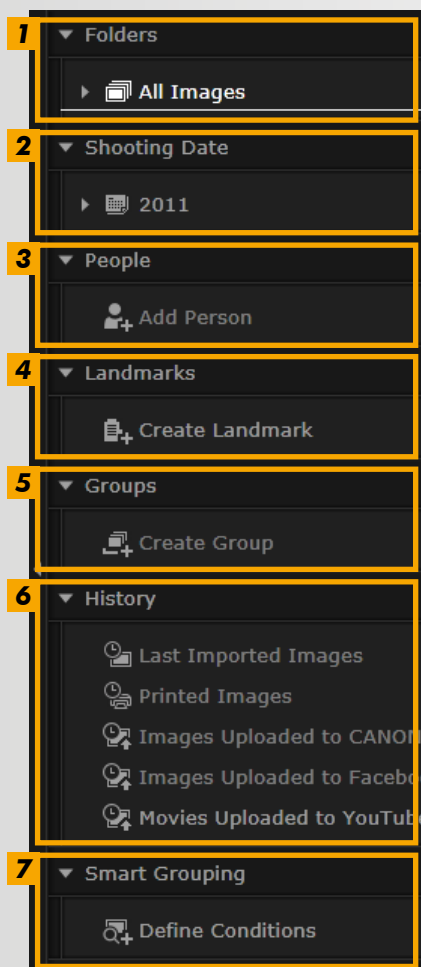 1 Folders
All Images
2 Shooting Date
2011
3 People
Add Person
4 Landmarks
Create Landmark
5 Groups
Create Group
6 History
Last Imported Images
Printed Images
Images Uploaded to CANON
Images Uploaded to Facebo
Movies Uploaded to YouTube
7 Smart Grouping
Define Conditions